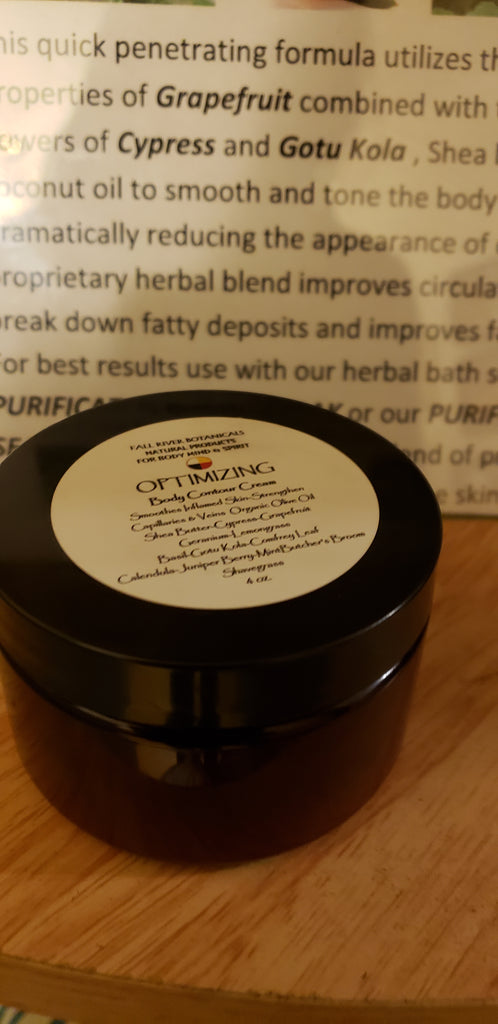 his quick penetrating formula utilizes th
roperties of Grapefruit combined with
owers of Cypress and Gotu Kola , Shea
oconut oil to smooth and tone the body
ramatically reducing the appearance of
roprietary herbal blend improves circula
reak down fatty deposits and improves f
or best results use with our herbal bath s
PURIFICA K or our PURIF
SE and of p
e skin
FALL RIVER BOTANICALS
NATURAL PRODUCTS
FOR BODY MIND & SPIRIT
OPTIMIZING
Body Contour Cream
Smoothes Inflamed Skin-Strengthen
Capillaries & Veins Organic Olive Oil
Shea Butter-Cypress-Grapefruit
Geranium-Lemongrass
Basil-Gotu Kola-Comfrey Leaf
Calendula-Juniper Berry-Mint-Butcher's Broom
Shavegrass
4 oz.